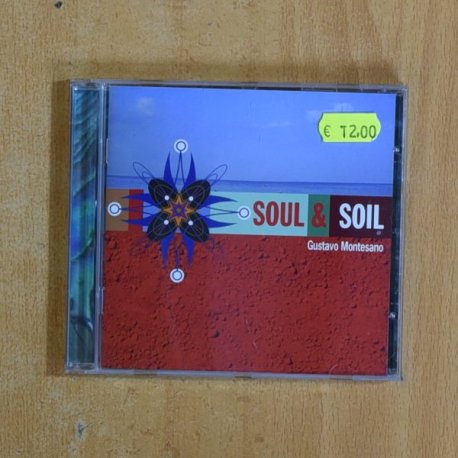 € 12.00
SOUL & SOIL
Gustavo Montesano